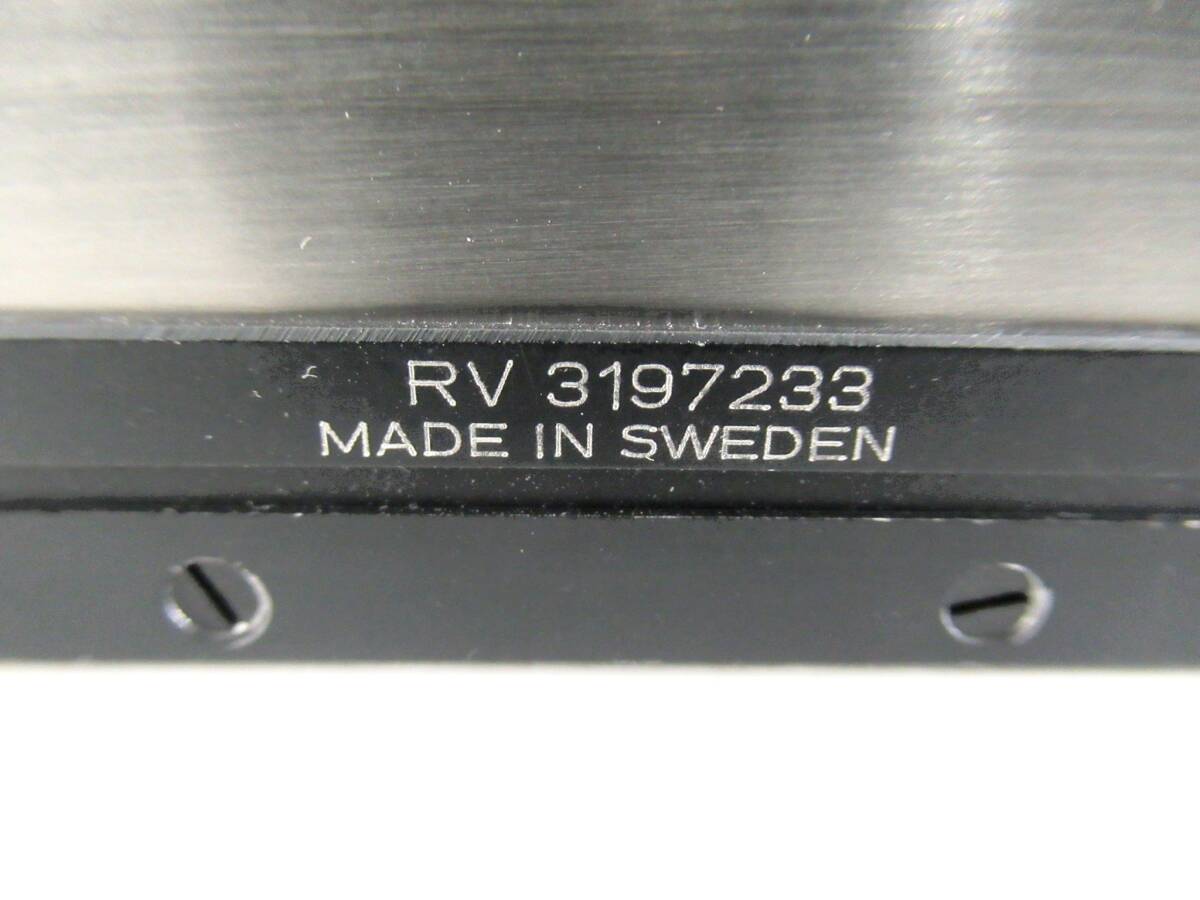 RV 3197233
MADE IN SWEDEN